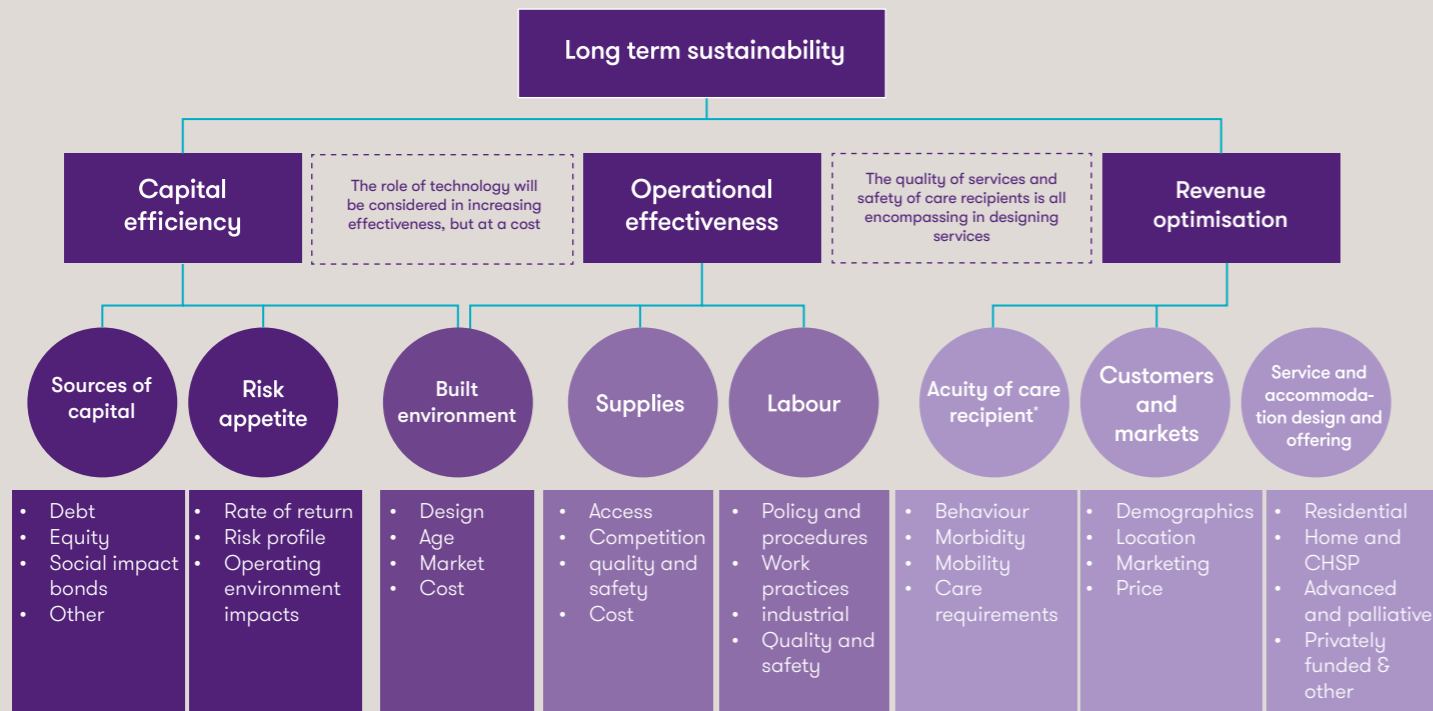 Long term sustainability
Capital
efficiency
The role of technology will
be considered in increasing
effectiveness, but at a cost
Operational
effectiveness
The quality of services and
safety of care recipients is all
encompassing in designing
services
Revenue
optimisation
Sources of
capital
Risk
appetite
Built
environment
Supplies
Labour
Acuity of care
recipient*
Customers
and
markets
Service and
accommoda-
tion design and
offering
• Debt
• Equity
• Social impact
bonds
• Other
• Rate of return
• Risk profile
• Operating
environment
impacts
• Design
• Age
• Market
• Cost
• Access
• Competition
• quality and
safety
• Cost
• Policy and
procedures
• Work
practices
• industrial
• Quality and
safety
• Behaviour
• Morbidity
• Mobility
• Care
requirements
• Demographics
• Location
• Marketing
• Price
• Residential
• Home and
CHSP
• Advanced
and palliative
• Privately
funded &
other